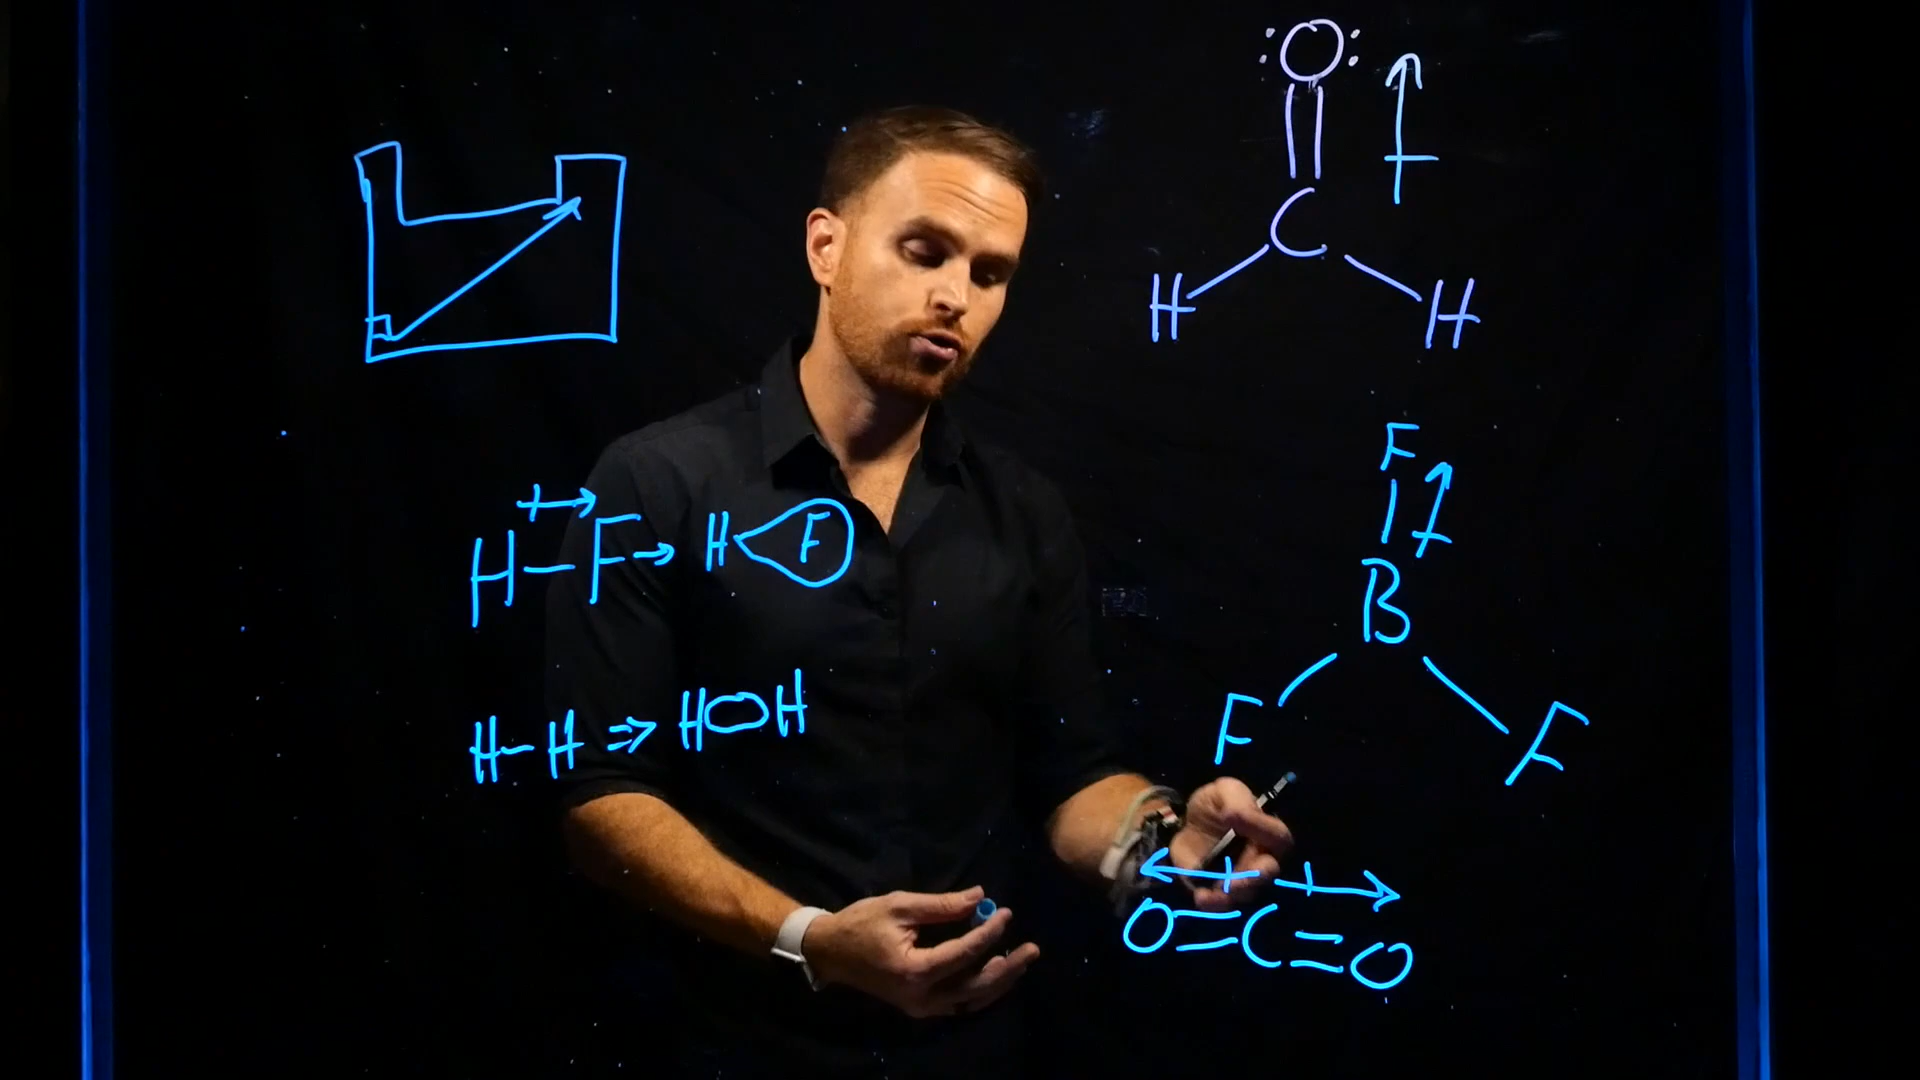 :O:
||
C
H H
F
|
B
F F
H–F → H F
H–H ⇒ HOH
O=C=O